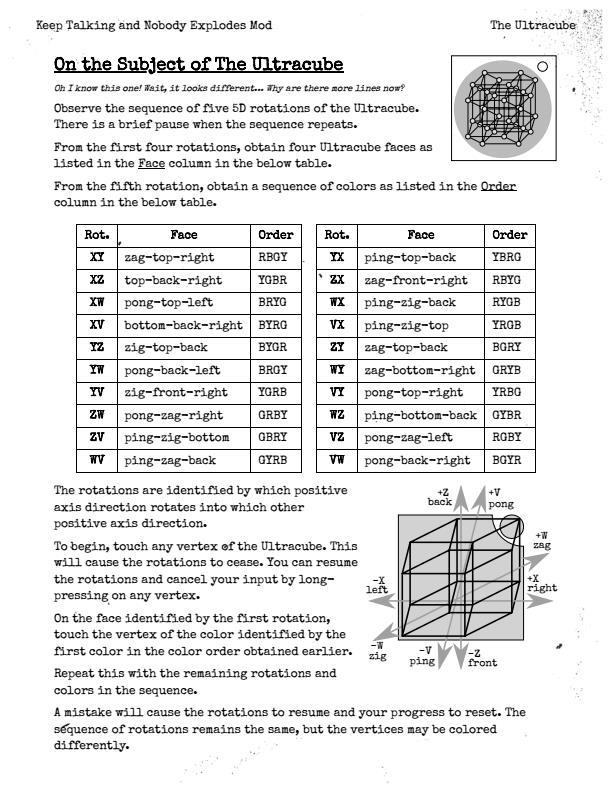 Keep Talking and Nobody Explodes Mod The Ultracube
On the Subject of The Ultracube
Oh I know this one! Wait, it looks different... Why are there more lines now?
Observe the sequence of five 5D rotations of the Ultracube.
There is a brief pause when the sequence repeats.
From the first four rotations, obtain four Ultracube faces as
listed in the Face column in the below table.
From the fifth rotation, obtain a sequence of colors as listed in the Order
column in the below table.
Rot. Face Order
XY zag-top-right RBGY
XZ top-back-right YGBR
XW pong-top-left BRYG
XV bottom-back-right BYRG
YZ zig-top-back BYGR
YW pong-back-left BRGY
YV zig-front-right YGRB
ZW pong-zag-right GRBY
ZV ping-zig-bottom GBRY
WV ping-zag-back GYRB
Rot. Face Order
YX ping-top-back YBRG
ZX zag-front-right RBYG
WX ping-zig-back RYGB
VX ping-zig-top YRGB
ZY zag-top-back BGRY
WY zag-bottom-right GRYB
VY pong-top-right YRBG
WZ ping-bottom-back GYBR
VZ pong-zag-left RGBY
VW pong-back-right BGYR
The rotations are identified by which positive
axis direction rotates into which other
positive axis direction.
To begin, touch any vertex of the Ultracube. This
will cause the rotations to cease. You can resume
the rotations and cancel your input by long-
pressing on any vertex.
On the face identified by the first rotation,
touch the vertex of the color identified by the
first color in the color order obtained earlier.
Repeat this with the remaining rotations and
colors in the sequence.
+Z
back
+V
pong
+W
zag
-X
left
+X
right
-W
zig
-V
ping
-Z
front
A mistake will cause the rotations to resume and your progress to reset. The
sequence of rotations remains the same, but the vertices may be colored
differently.